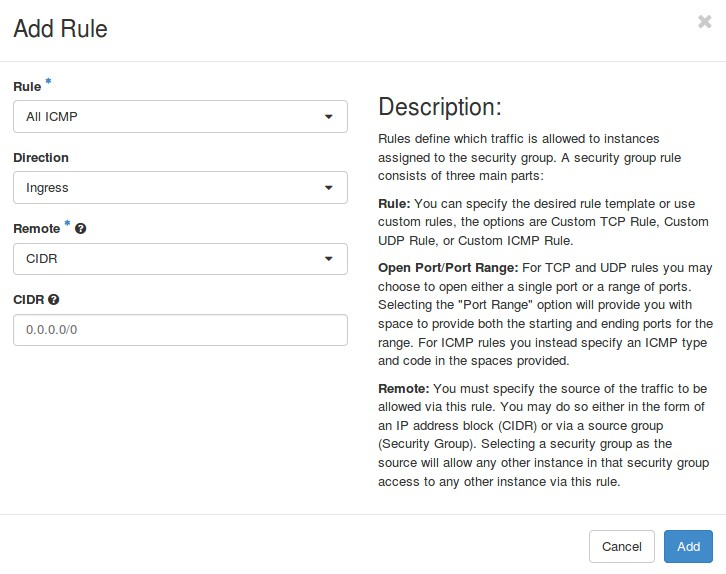 Add Rule
×
Rule *
All ICMP
Direction
Ingress
Remote * ?
CIDR
CIDR ?
0.0.0.0/0
Description:
Rules define which traffic is allowed to instances
assigned to the security group. A security group rule
consists of three main parts:
Rule: You can specify the desired rule template or use
custom rules, the options are Custom TCP Rule, Custom
UDP Rule, or Custom ICMP Rule.
Open Port/Port Range: For TCP and UDP rules you may
choose to open either a single port or a range of ports.
Selecting the "Port Range" option will provide you with
space to provide both the starting and ending ports for the
range. For ICMP rules you instead specify an ICMP type
and code in the spaces provided.
Remote: You must specify the source of the traffic to be
allowed via this rule. You may do so either in the form of
an IP address block (CIDR) or via a source group
(Security Group). Selecting a security group as the
source will allow any other instance in that security group
access to any other instance via this rule.
Cancel
Add